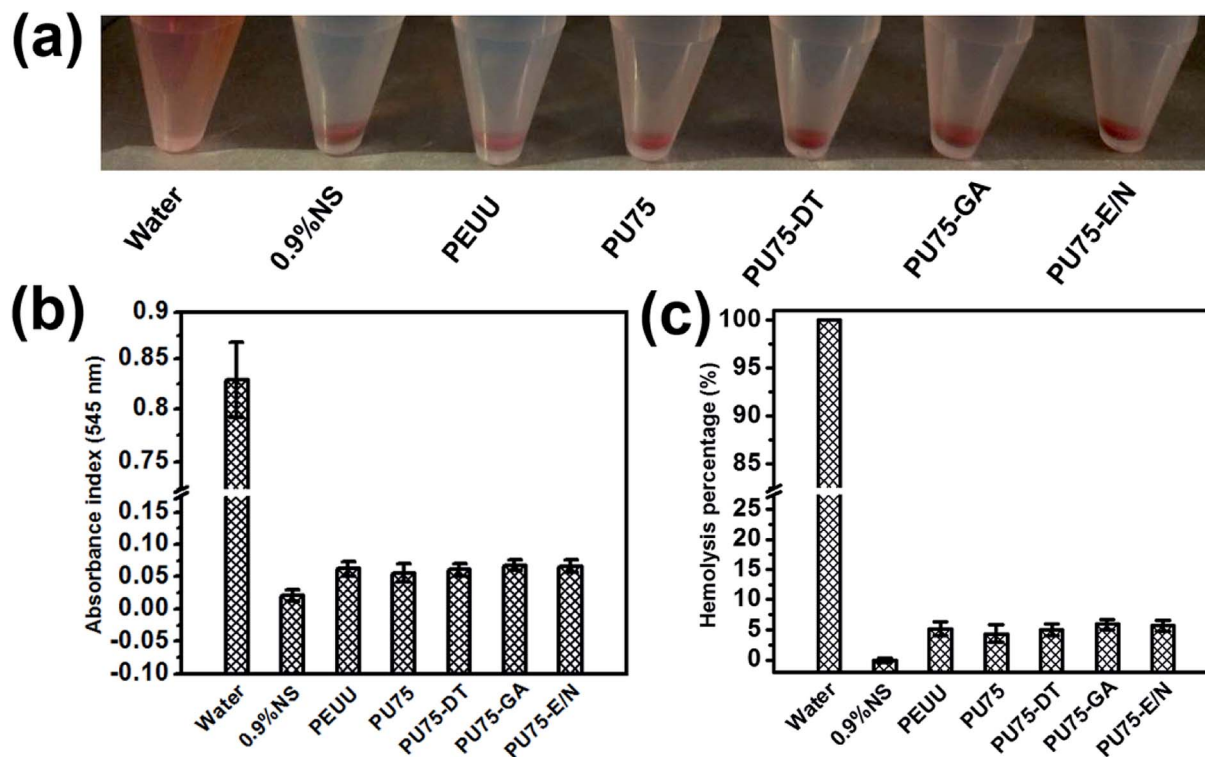 (a)
Water
0.9%NS
PEUU
PU75
PU75-DT
PU75-GA
PU75-E/N
(b)
Absorbance index (545 nm)
0.9
0.85
0.8
0.75
0.15
0.10
0.05
0.00
-0.05
-0.10
Water
0.9%NS
PEUU
PU75
PU75-DT
PU75-GA
PU75-E/N
(c)
Hemolysis percentage (%)
100
95
90
85
25
20
15
10
5
0
Water
0.9%NS
PEUU
PU75
PU75-DT
PU75-GA
PU75-E/N